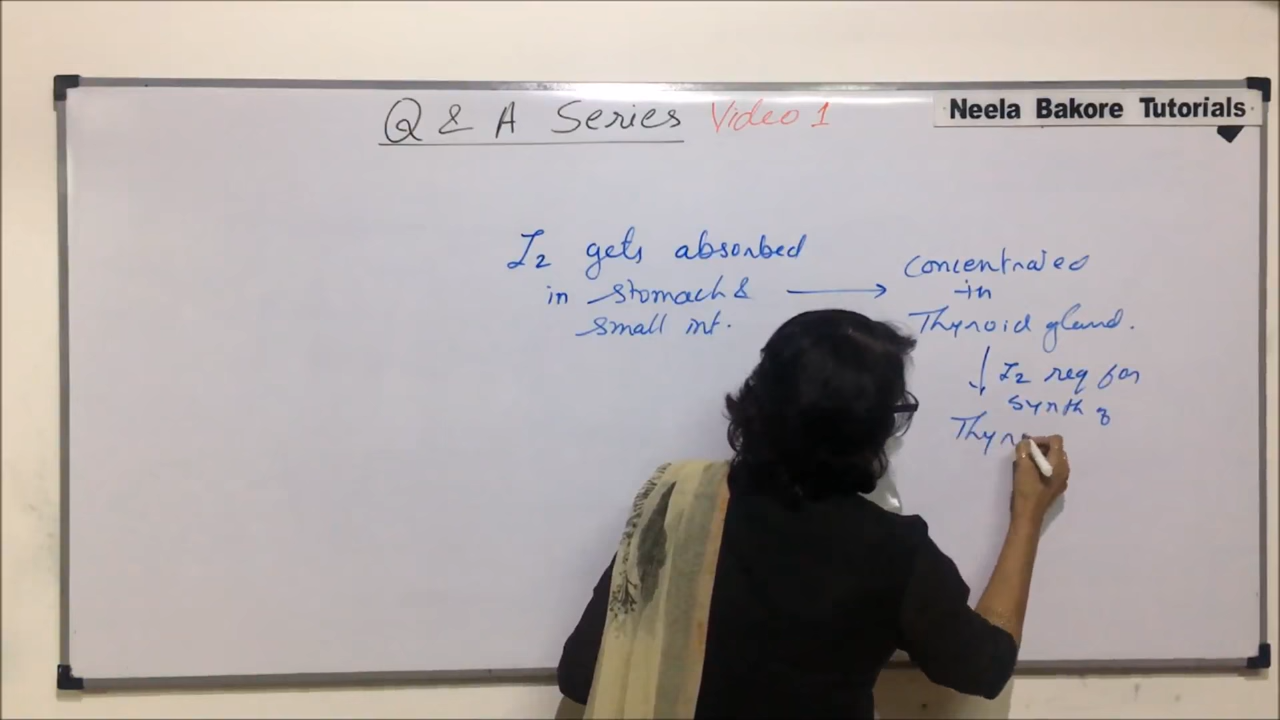 Q & A Series Video 1
Neela Bakore Tutorials
I2 gets absorbed
in stomach &
small int.
concentrated
in
Thyroid gland.
I2 req for
synth of
Thyr